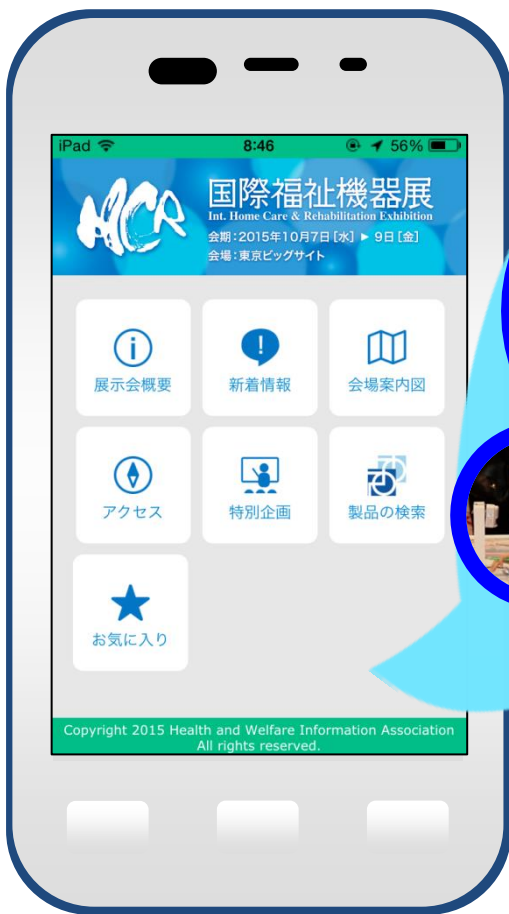 iPad 8:46 56%
HCR
国際福祉機器展
Int. Home Care & Rehabilitation Exhibition
会期:2015年10月7日[水]▶9日[金]
会場:東京ビッグサイト
展示会概要
新着情報
会場案内図
アクセス
特別企画
製品の検索
お気に入り
Copyright 2015 Health and Welfare Information Association
All rights reserved.